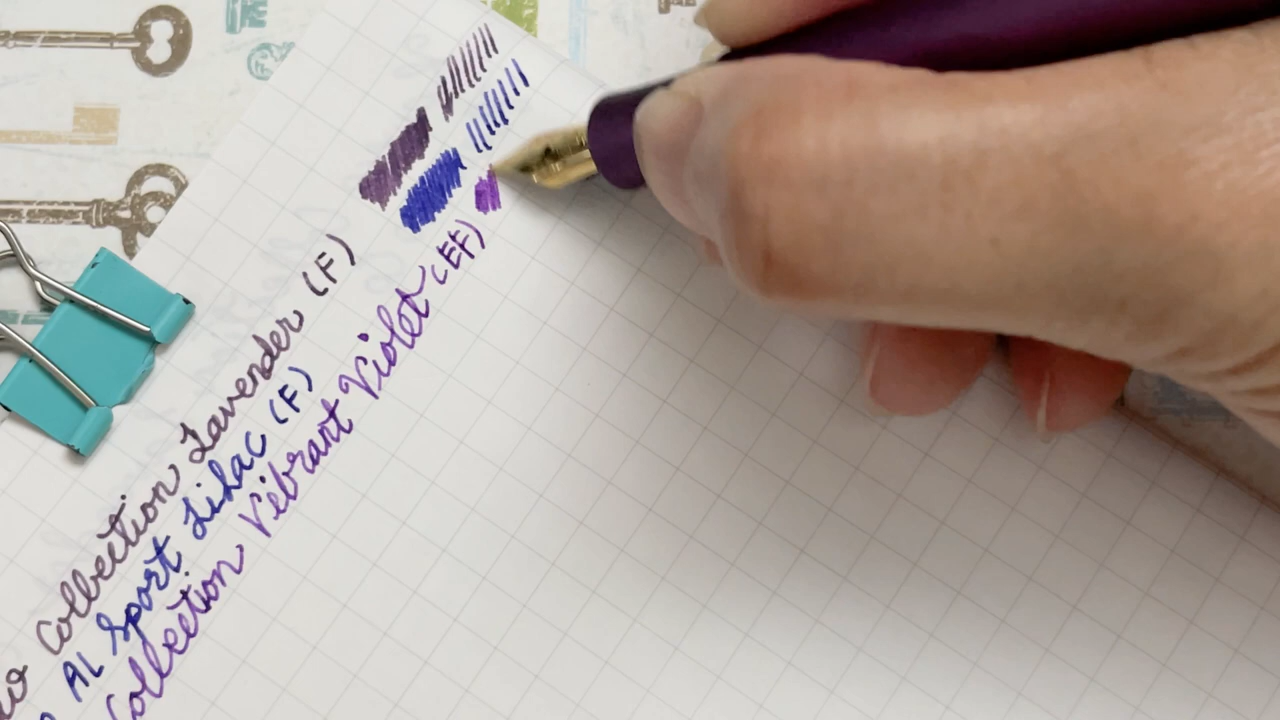 Collection Lavender (F)
AL Sport Lilac (F)
Collection Vibrant Violet (EF)